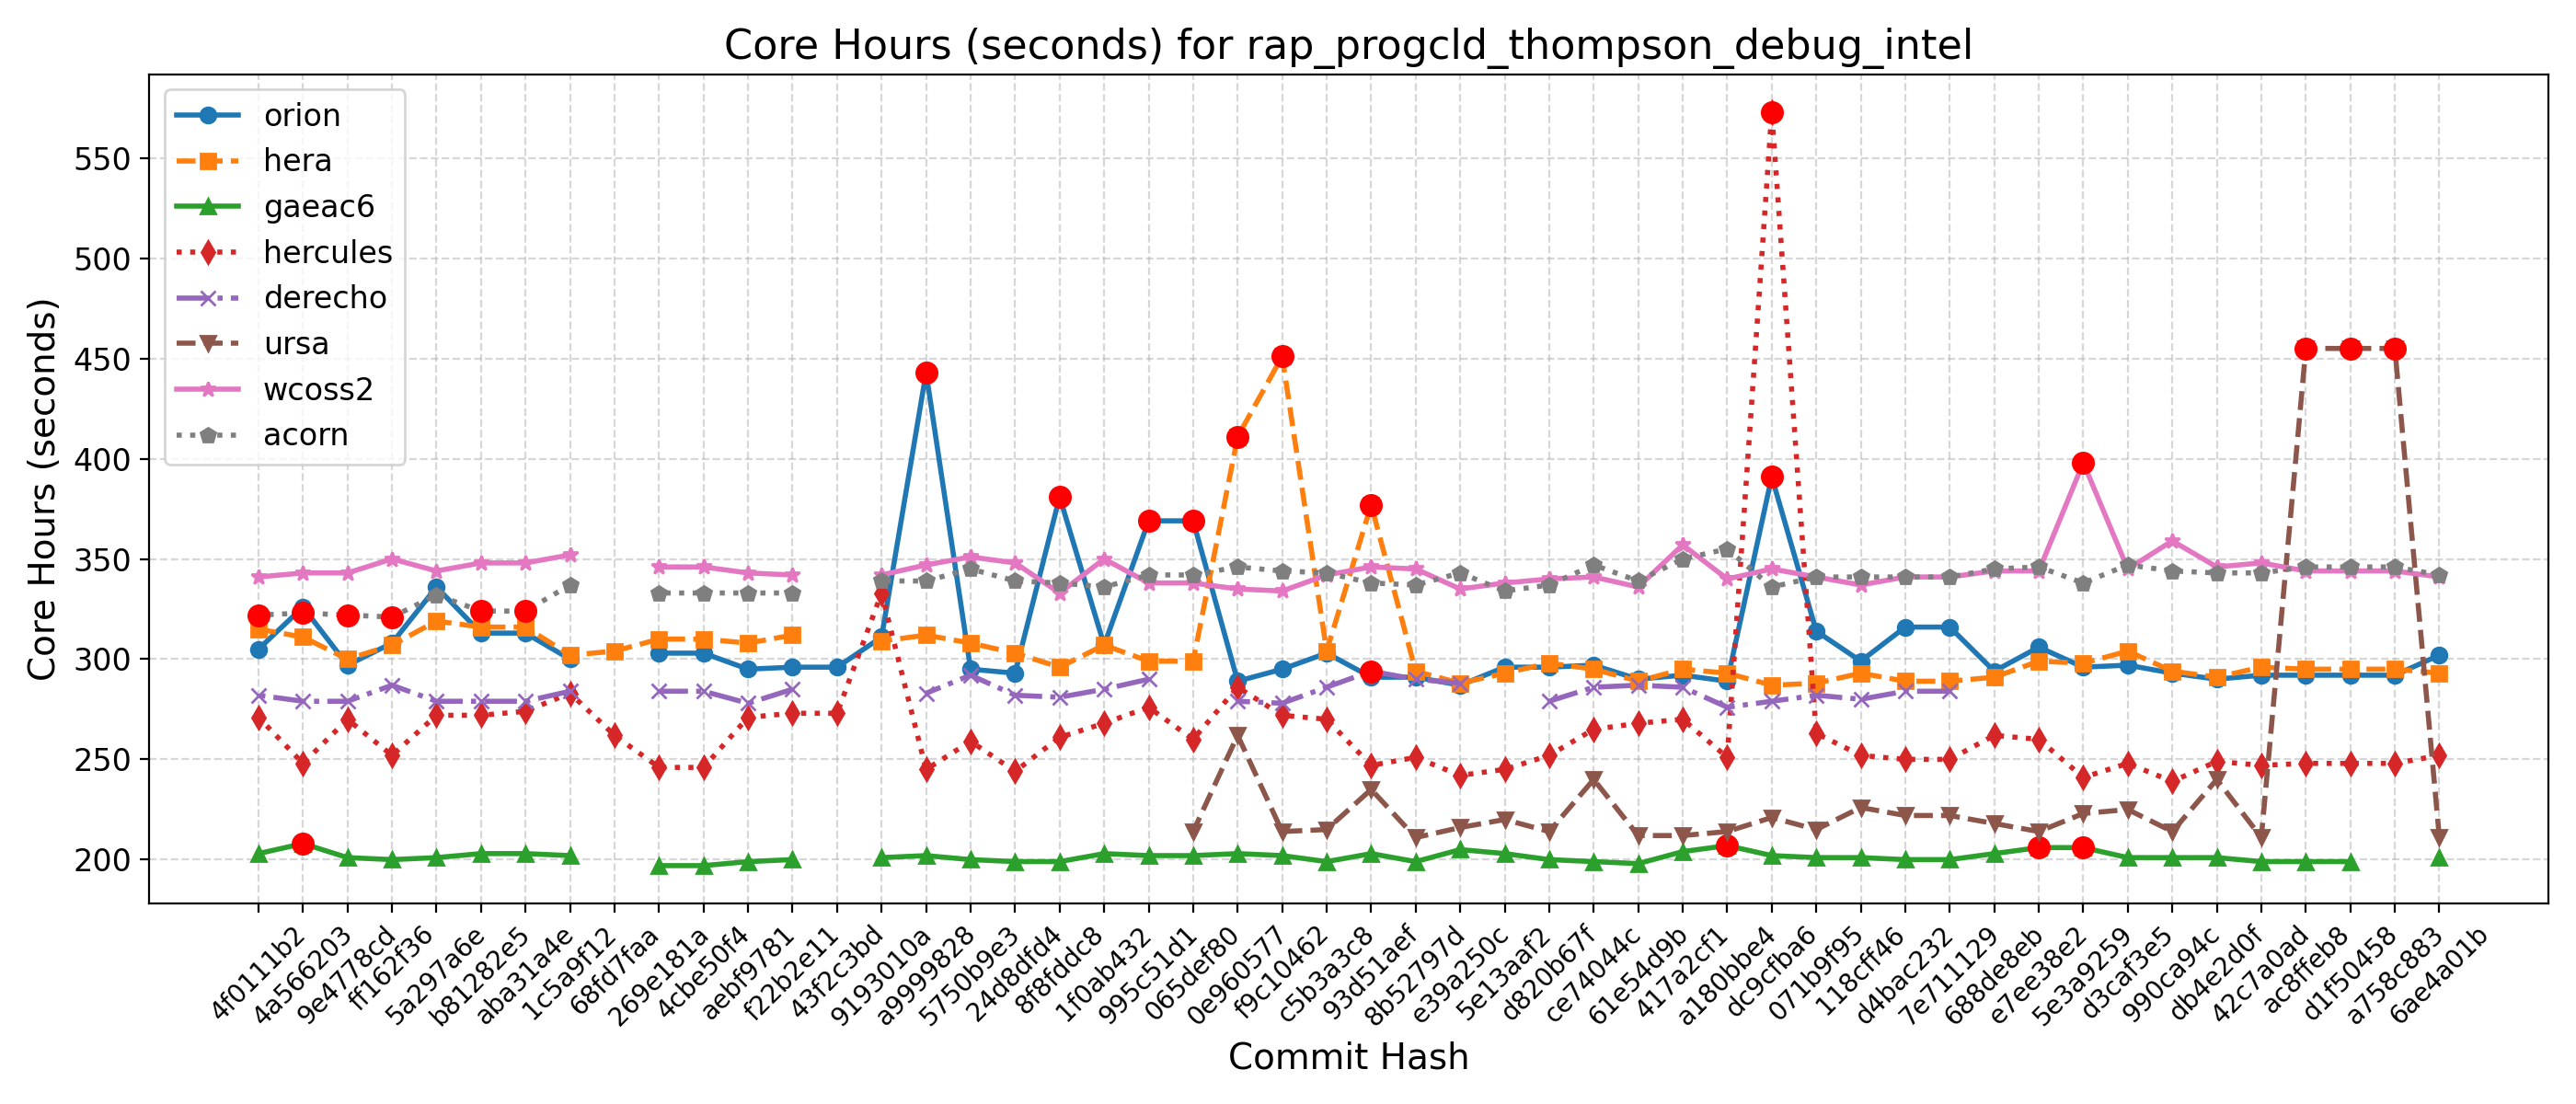 Core Hours (seconds) for rap_progcld_thompson_debug_intel
orion
hera
gaeac6
hercules
derecho
ursa
wcoss2
acorn
Core Hours (seconds)
550
500
450
400
350
300
250
200
4f0111b2
4a566203
9e4778cd
ff162f36
5a297a6e
b81282e5
aba31a4e
1c5a9f12
68fd7faa
269e181a
4cbe50f4
aebf9781
f22b2e11
43f2c3bd
9193010a
a9999828
5750b9e3
24d8dfd4
8f8fddc8
1f0ab432
995c51d1
065def80
0e960577
f9c10462
c5b3a3c8
93d51aef
8b52797d
e39a250c
5e13aaf2
d820b67f
ce74044c
61e54d9b
417a2cf1
a180bbe4
dc9cfba6
071b9f95
118cff46
d4bac232
7e711129
688de8eb
e7ee38e2
5e3a9259
d3caf3e5
990ca94c
db4e2d0f
42c7a0ad
ac8ffeb8
d1f50458
a758c883
6ae4a01b
Commit Hash